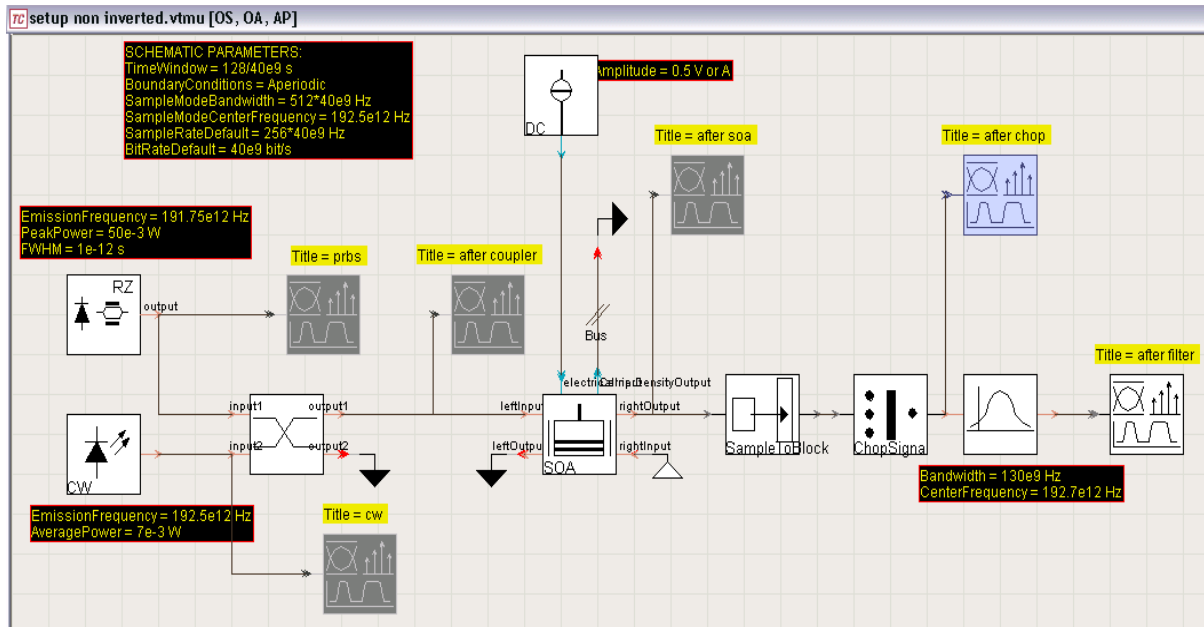 TC setup non inverted.vtmu [OS, OA, AP]
SCHEMATIC PARAMETERS:
TimeWindow = 128/40e9 s
BoundaryConditions = Aperiodic
SampleModeBandwidth = 512*40e9 Hz
SampleModeCenterFrequency = 192.5e12 Hz
SampleRateDefault = 256*40e9 Hz
BitRateDefault = 40e9 bit/s
Amplitude = 0.5 V or A
DC
Title = after soa
Title = after chop
EmissionFrequency = 191.75e12 Hz
PeakPower = 50e-3 W
FWHM = 1e-12 s
Title = prbs
Title = after coupler
RZ
output
Bus
Title = after filter
electricalInput
DensityOutput
input1
output1
leftInput
rightOutput
input2
output2
leftOutput
rightInput
SOA
SampleToBlock
ChopSignal
CW
Bandwidth = 130e9 Hz
CenterFrequency = 192.7e12 Hz
EmissionFrequency = 192.5e12 Hz
AveragePower = 7e-3 W
Title = cw